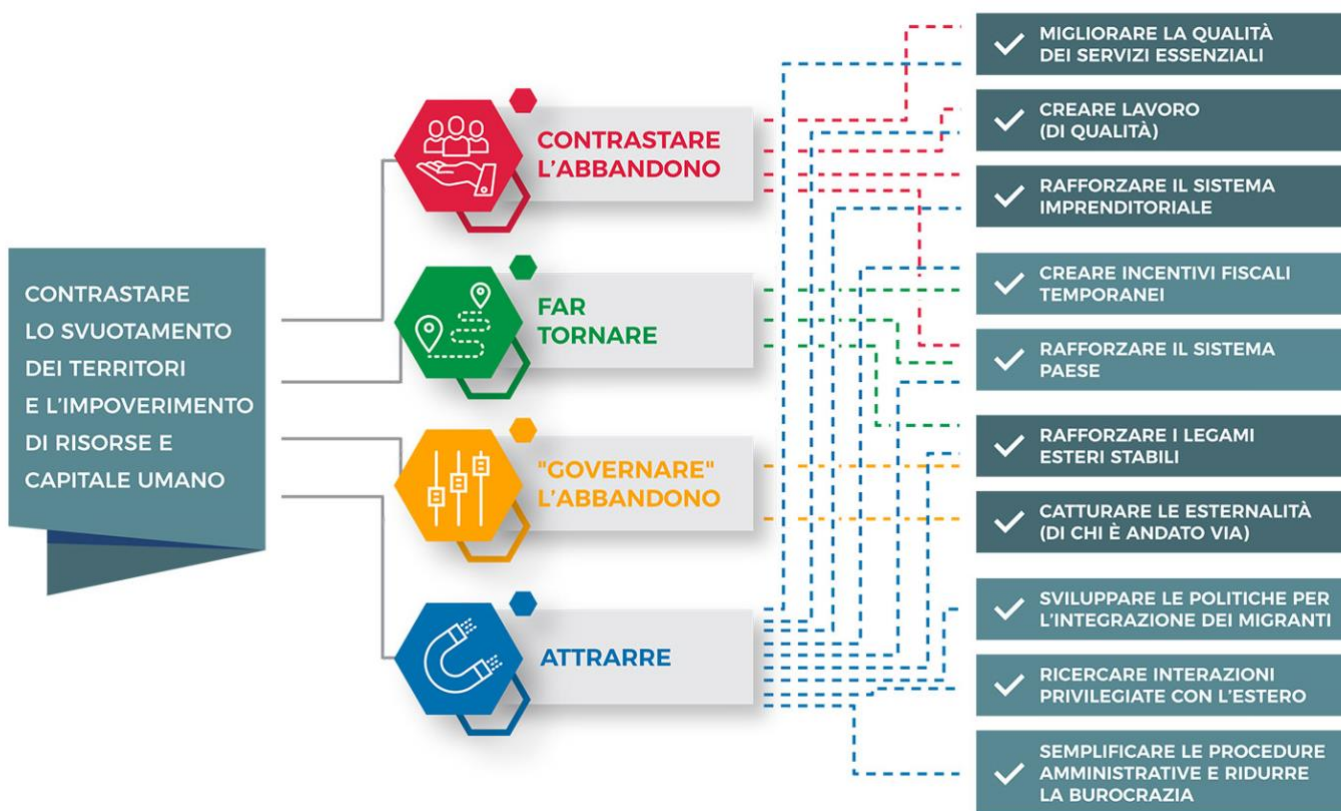 CONTRASTARE
LO SVUOTAMENTO
DEI TERRITORI
E L'IMPOVERIMENTO
DI RISORSE E
CAPITALE UMANO
CONTRASTARE
L'ABBANDONO
FAR
TORNARE
"GOVERNARE"
L'ABBANDONO
ATTRARRE
MIGLIORARE LA QUALITÀ
DEI SERVIZI ESSENZIALI
CREARE LAVORO
(DI QUALITÀ)
RAFFORZARE IL SISTEMA
IMPRENDITORIALE
CREARE INCENTIVI FISCALI
TEMPORANEI
RAFFORZARE IL SISTEMA
PAESE
RAFFORZARE I LEGAMI
ESTERI STABILI
CATTURARE LE ESTERNALITÀ
(DI CHI È ANDATO VIA)
SVILUPPARE LE POLITICHE PER
L'INTEGRAZIONE DEI MIGRANTI
RICERCARE INTERAZIONI
PRIVILEGIATE CON L'ESTERO
SEMPLIFICARE LE PROCEDURE
AMMINISTRATIVE E RIDURRE
LA BUROCRAZIA